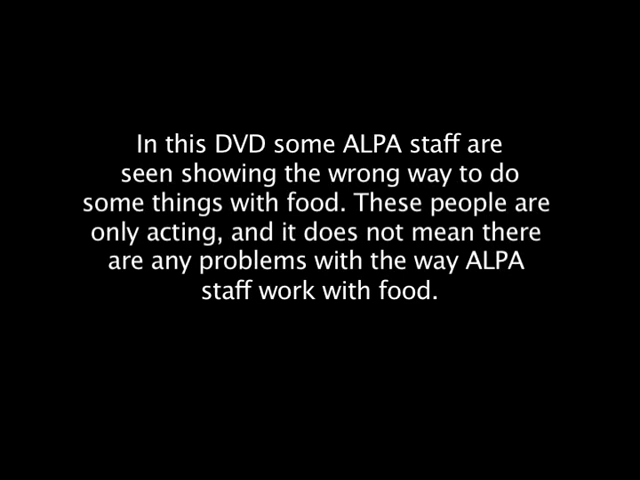 In this DVD some ALPA staff are
seen showing the wrong way to do
some things with food. These people are
only acting, and it does not mean there
are any problems with the way ALPA
staff work with food.